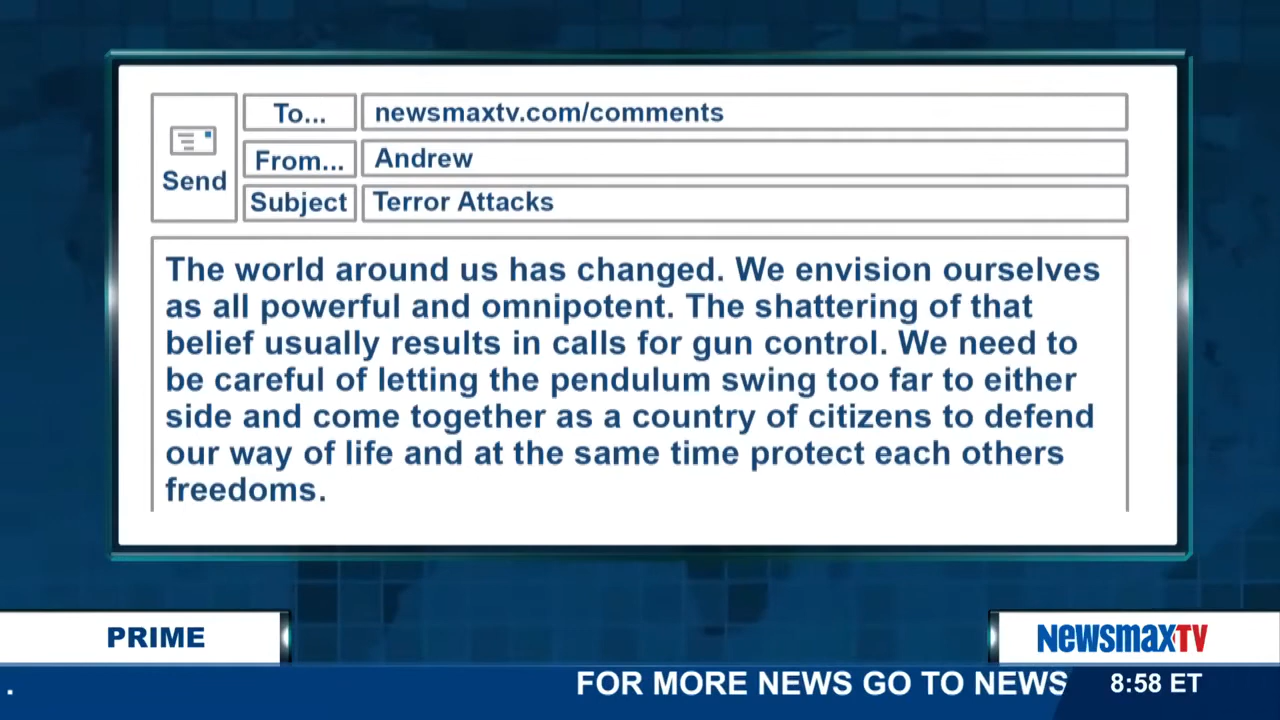 To...
newsmaxtv.com/comments
Send
From...
Andrew
Subject
Terror Attacks
The world around us has changed. We envision ourselves
as all powerful and omnipotent. The shattering of that
belief usually results in calls for gun control. We need to
be careful of letting the pendulum swing too far to either
side and come together as a country of citizens to defend
our way of life and at the same time protect each others
freedoms.
PRIME
NEWSMAXTV
. FOR MORE NEWS GO TO NEWS
8:58 ET